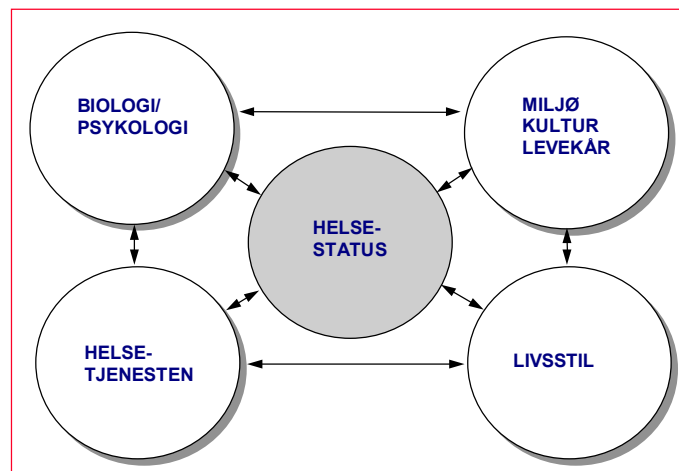 BIOLOGI/
PSYKOLOGI
MILJØ
KULTUR
LEVEKÅR
HELSE-
STATUS
HELSE-
TJENESTEN
LIVSSTIL